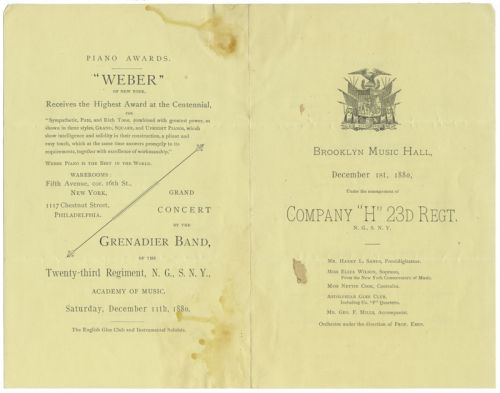 PIANO AWARDS.
"WEBER"
OF NEW YORK,
Receives the Highest Award at the Centennial,
FOR
"Sympathetic, Pure, and Rich Tone, combined with greatest power, as
shown in three styles, GRAND, SQUARE, and UPRIGHT PIANOS, which
show intelligence and solidity in their construction, a pliant and
easy touch, which at the same time answers promptly to its
requirements, together with excellence of workmanship."
WEBER PIANO IS THE BEST IN THE WORLD.
WAREROOMS:
Fifth Avenue, cor. 16th St.,
NEW YORK,
1117 Chestnut Street,
PHILADELPHIA.
GRAND
CONCERT
BY THE
GRENADIER BAND,
OF THE
Twenty-third Regiment, N. G., S. N. Y.,
ACADEMY OF MUSIC,
Saturday, December 11th, 1880.
The English Glee Club and Instrumental Soloists.
BROOKLYN MUSIC HALL,
December 1st, 1880,
Under the management of
COMPANY "H" 23D REGT.
N. G., S. N. Y.
MR. HARRY L. Prestidigitateur.
MISS ELIZA WILSON, Soprano,
From the New York Conservatory of Music.
MISS NETTIE COOK, Contralto.
GLEE CLUB,
Including Co. "F" Quartette.
MR. GEO. F. MILLS, Accompanist.
Orchestra under the direction of PROF. EBEN.